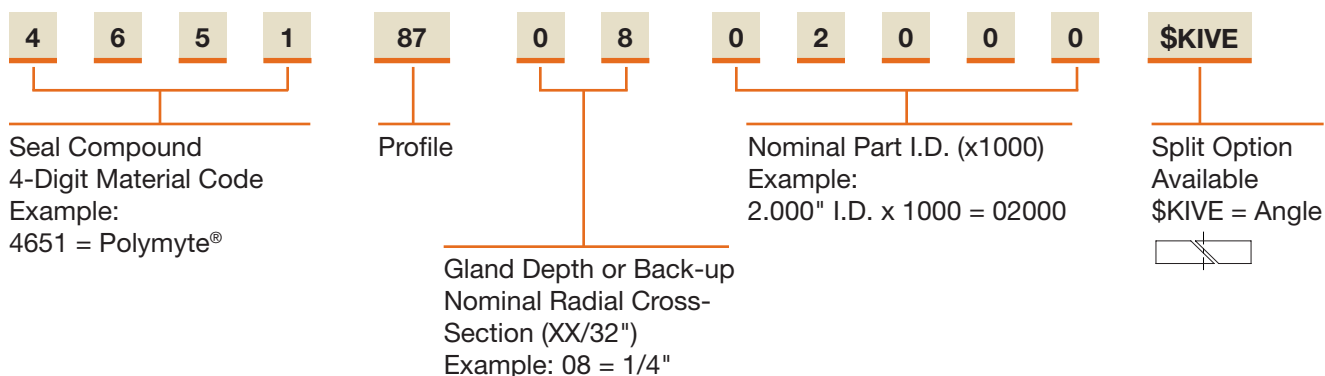 4 6 5 1 87 0 8 0 2 0 0 0 $KIVE
Seal Compound
4-Digit Material Code
Example:
4651 = Polymyte®
Profile
Gland Depth or Back-up
Nominal Radial Cross-
Section (XX/32")
Example: 08 = 1/4"
Nominal Part I.D. (x1000)
Example:
2.000" I.D. x 1000 = 02000
Split Option
Available
$KIVE = Angle